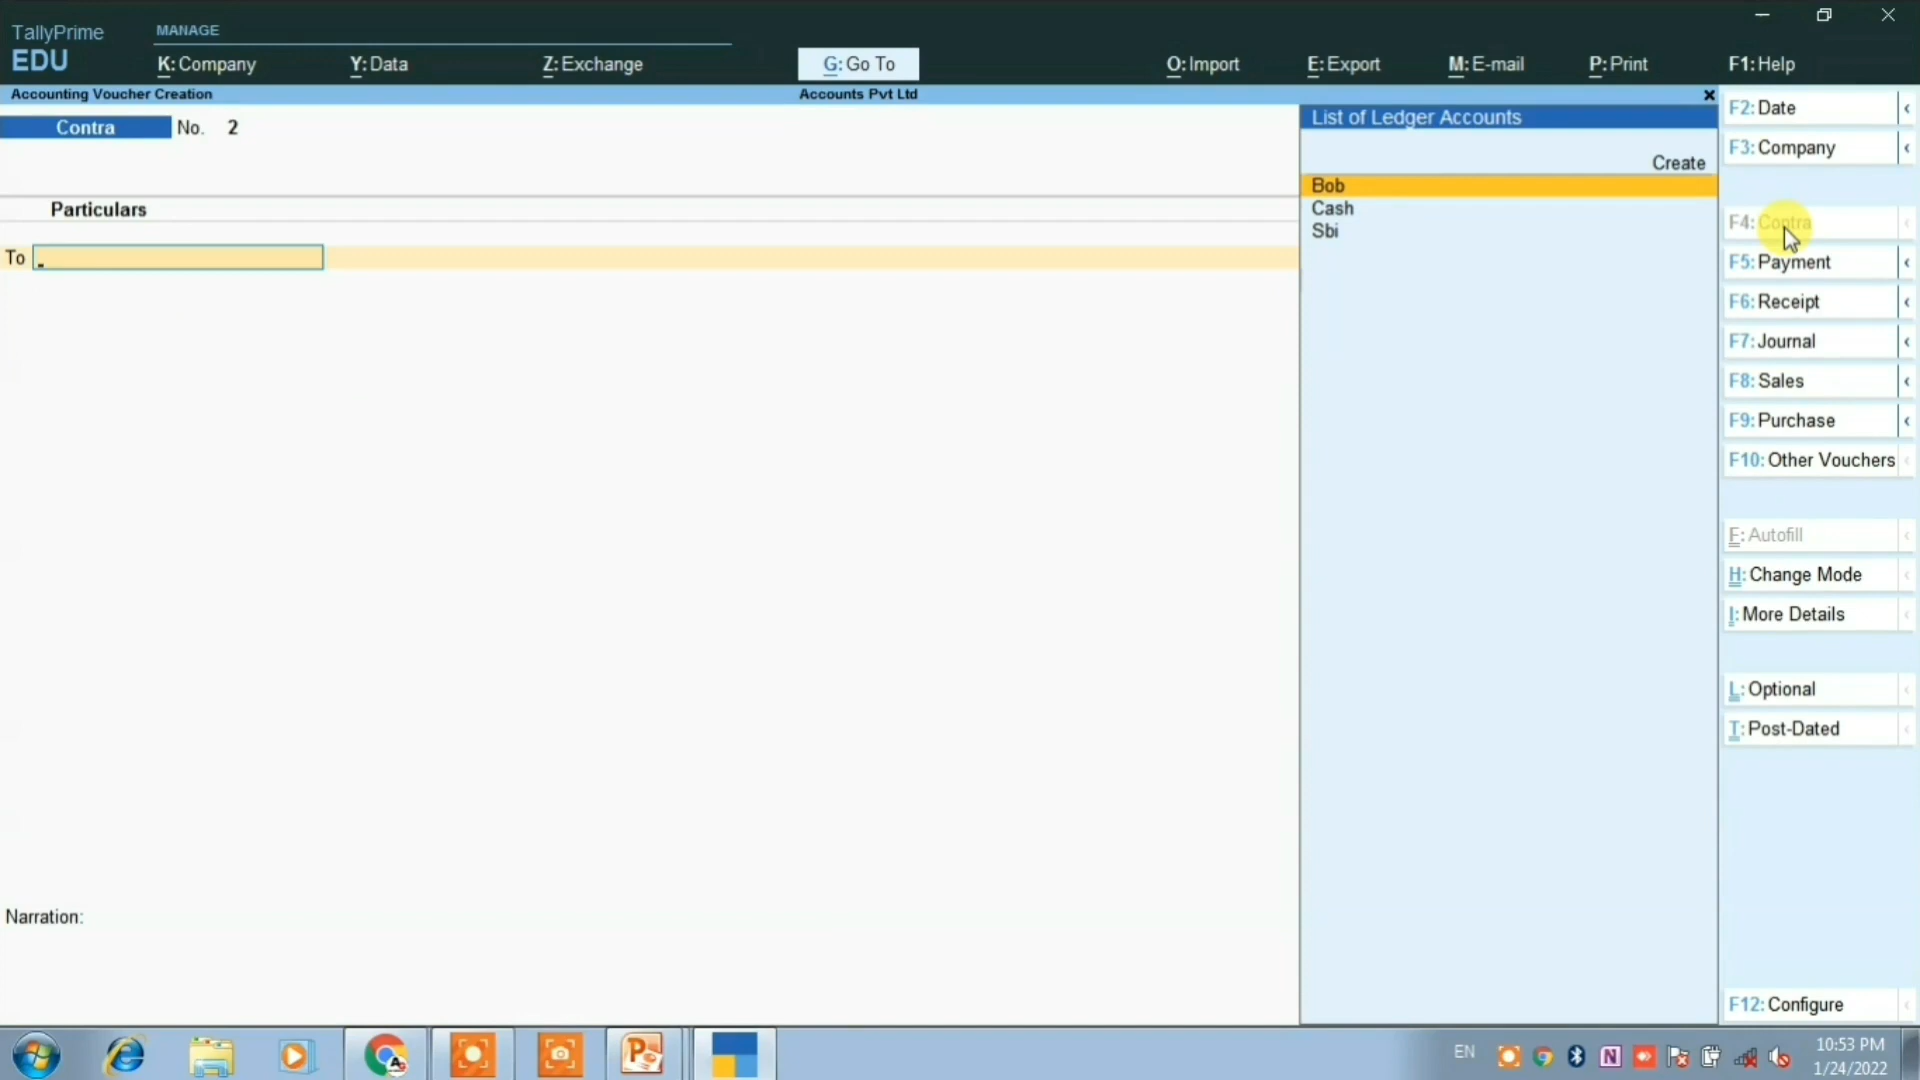 TallyPrime
EDU
MANAGE
K: Company
Y: Data
Z: Exchange
G: Go To
O: Import
E: Export
M: E-mail
P: Print
F1: Help
Accounting Voucher Creation
Accounts Pvt Ltd
Contra No. 2
Particulars
To
Narration:
List of Ledger Accounts
Create
Bob
Cash
Sbi
F2: Date
F3: Company
F4: Contra
F5: Payment
F6: Receipt
F7: Journal
F8: Sales
F9: Purchase
F10: Other Vouchers
F: Autofill
H: Change Mode
I: More Details
L: Optional
T: Post-Dated
F12: Configure
EN
10:53 PM
1/24/2022